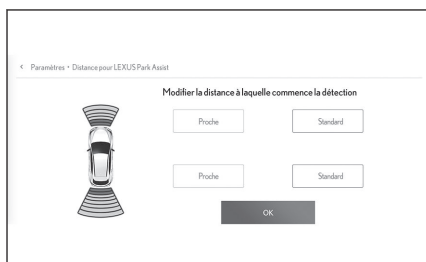 < Paramètres • Distance pour LEXUS Park Assist
Modifier la distance à laquelle commence la détection
Proche Standard
Proche Standard
OK